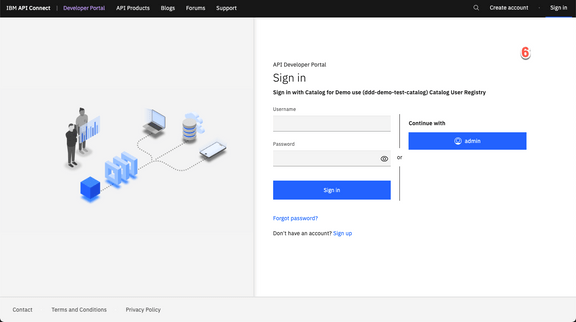 IBM API Connect | Developer Portal API Products Blogs Forums Support Create account Sign in
6
API Developer Portal
Sign in
Sign in with Catalog for Demo use (ddd-demo-test-catalog) Catalog User Registry
Username
Password
Sign in
Forgot password?
Don't have an account? Sign up
or
Continue with
admin
Contact Terms and Conditions Privacy Policy